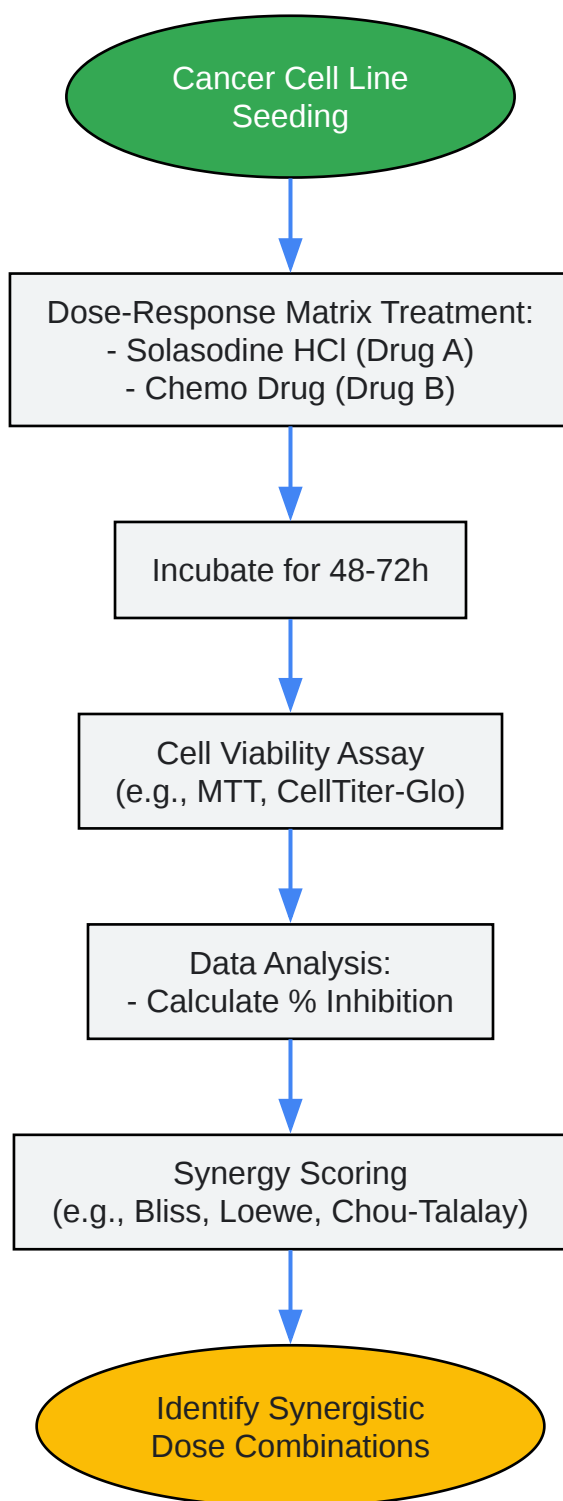 Cancer Cell Line
Seeding
Dose-Response Matrix Treatment:
- Solasodine HCl (Drug A)
- Chemo Drug (Drug B)
Incubate for 48-72h
Cell Viability Assay
(e.g., MTT, CellTiter-Glo)
Data Analysis:
- Calculate % Inhibition
Synergy Scoring
(e.g., Bliss, Loewe, Chou-Talalay)
Identify Synergistic
Dose Combinations